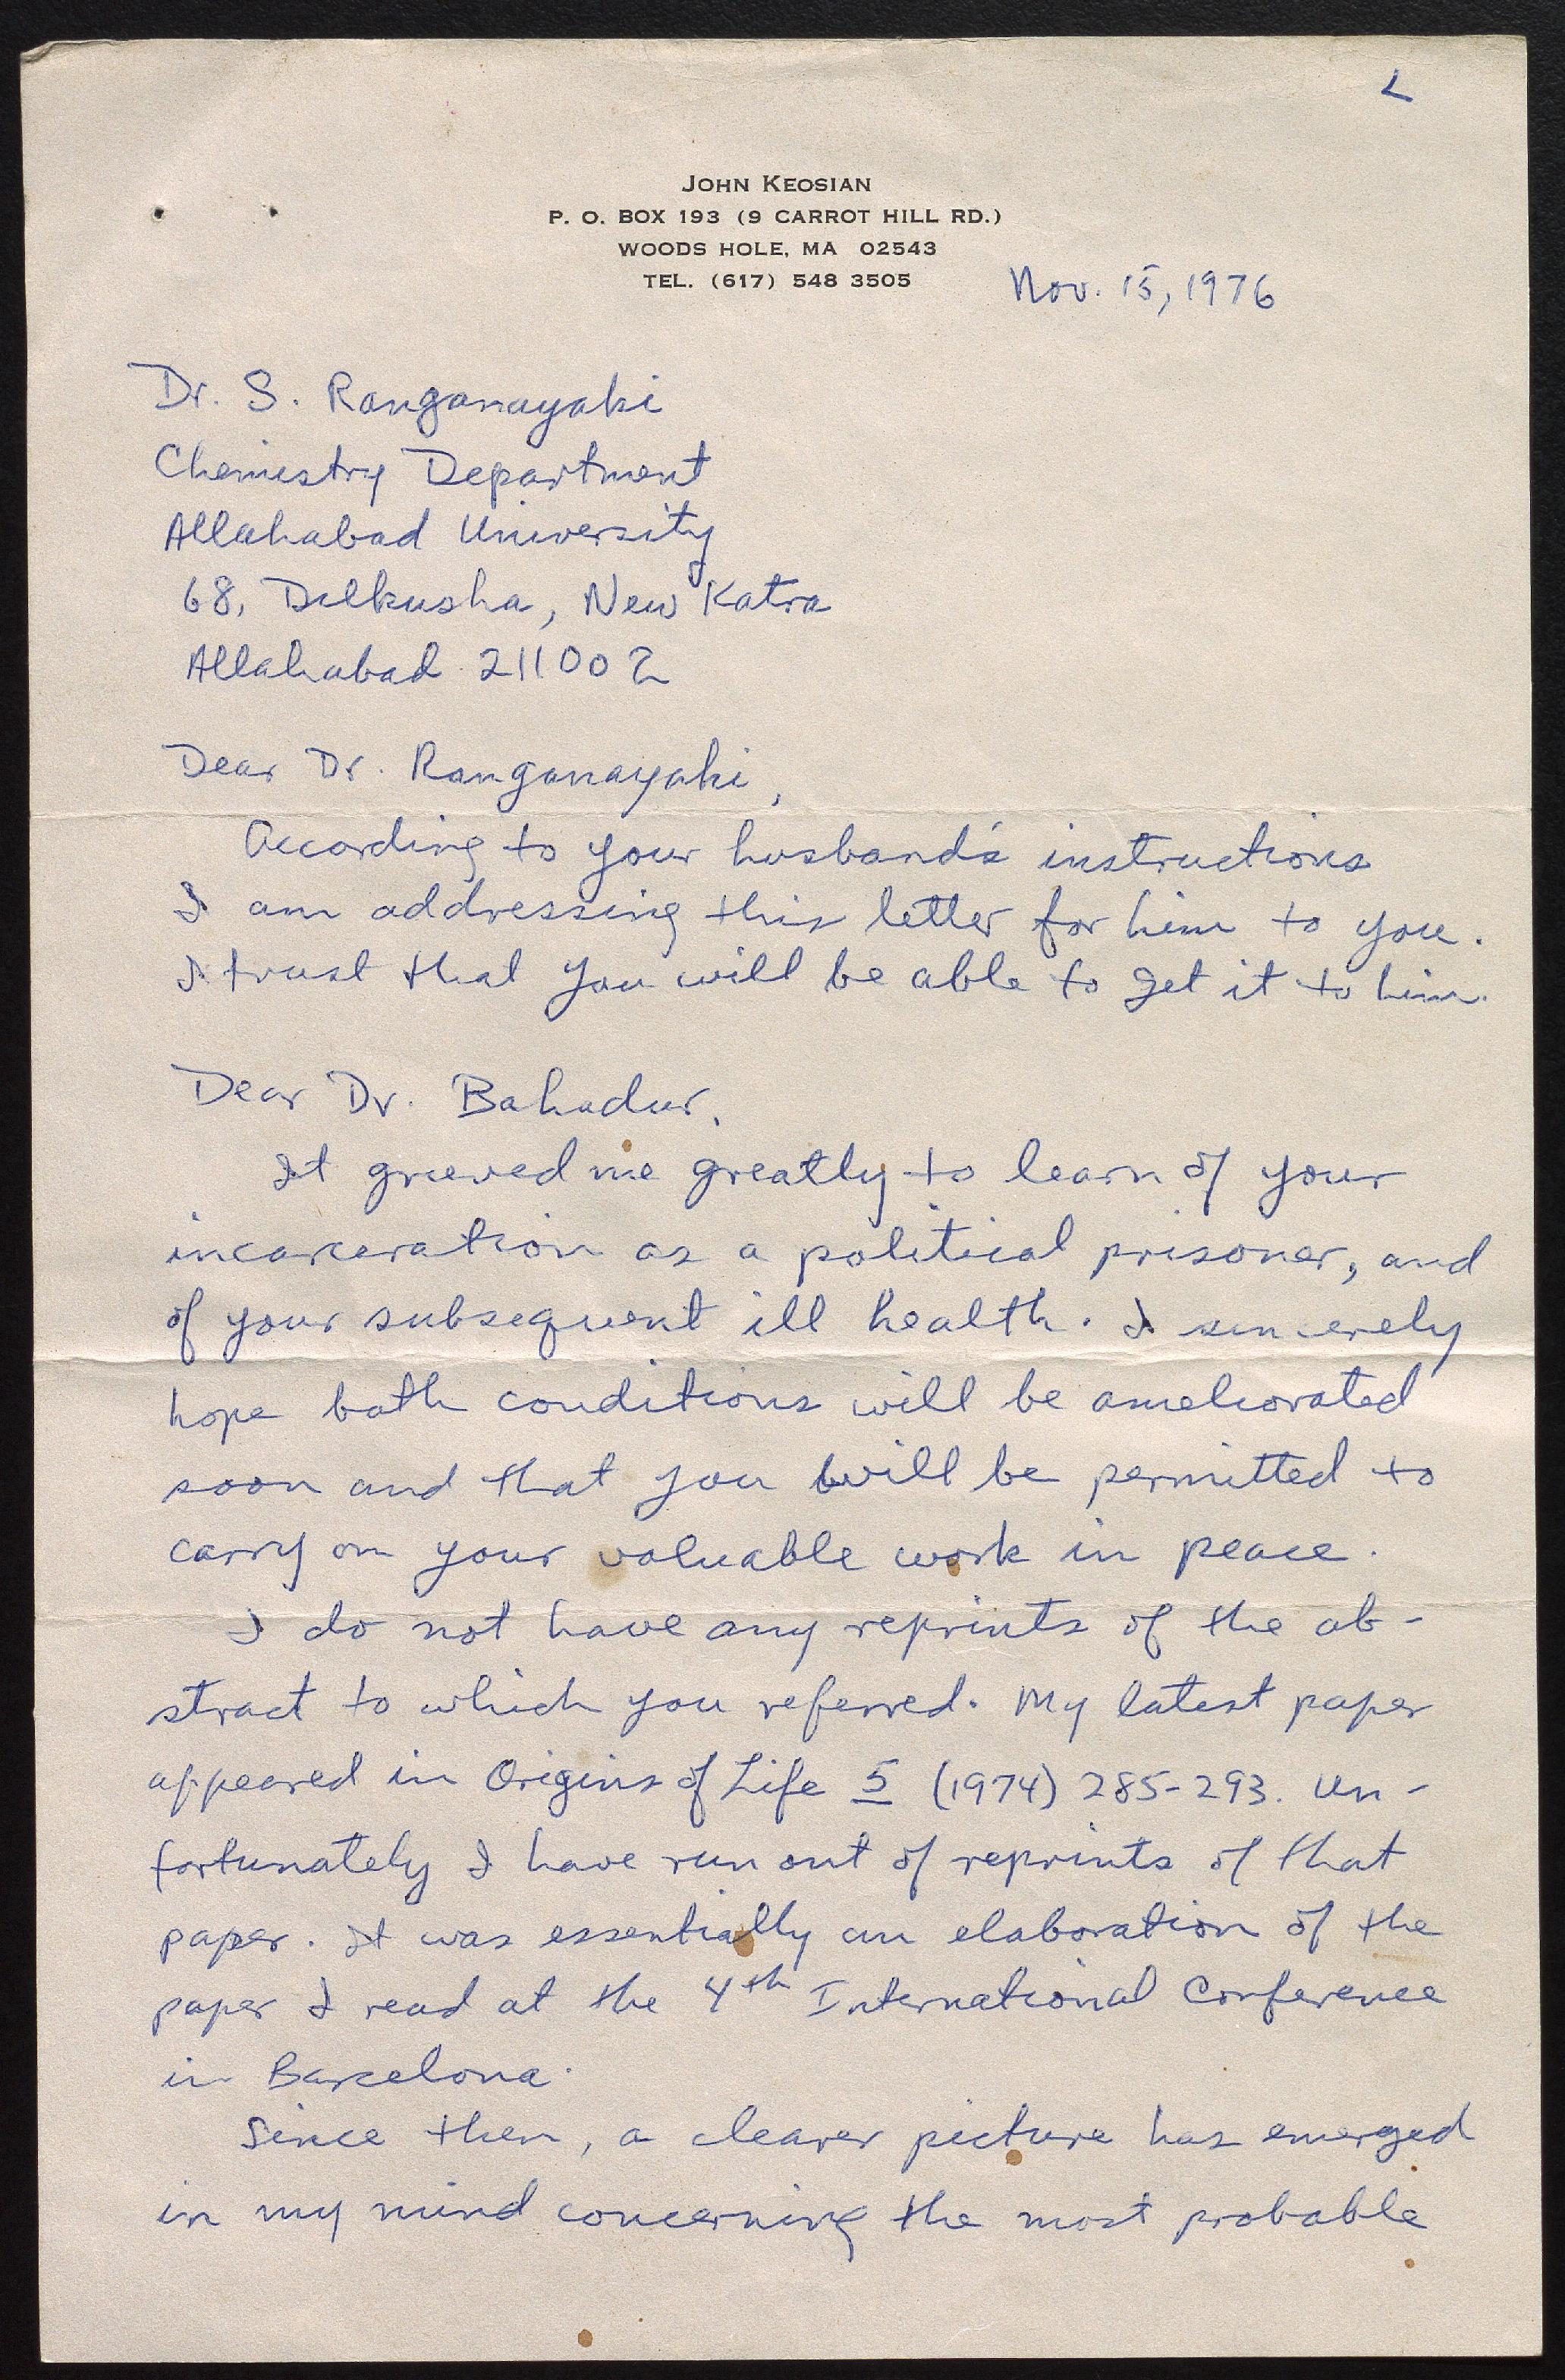 JOHN KEOSIAN
P. O. BOX 193 (9 CARROT HILL RD.)
WOODS HOLE, MA 02543
TEL. (617) 548 3505
Nov. 15, 1976
Dr. S. Ranganayaki
Chemistry Department
Allahabad University
68, Dilkusha, New Katra
Allahabad 211002
Dear Dr. Ranganayaki,
According to your husband's instructions
I am addressing this letter for him to you.
I trust that you will be able to get it to him.
Dear Dr. Bahadur,
It grieved me greatly to learn of your
incarceration as a political prisoner, and
of your subsequent ill health. I sincerely
hope both conditions will be ameliorated
soon and that you will be permitted to
carry on your valuable work in peace.
I do not have any reprints of the ab-
stract to which you referred. My latest paper
appeared in Origins of Life 5 (1974) 285-293. Un-
fortunately I have run out of reprints of that
paper. It was essentially an elaboration of the
paper I read at the 4th International Conference
in Barcelona.
Since then, a clearer picture has emerged
in my mind concerning the most probable